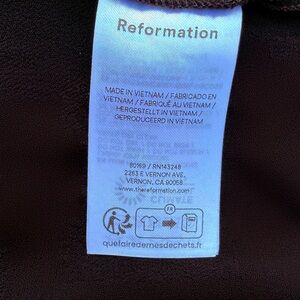 Reformation
MADE IN VIETNAM / FABRICADO EN
VIETNAM / FABRIQUÉ AU VIETNAM /
HERGESTELLT IN VIETNAM /
GEPRODUCEERD IN VIETNAM
80169 / RN143248
2263 E VERNON AVE,
VERNON, CA 90058
www.thereformation.com
CLIMATE
FR
quefairedemesdechets.fr